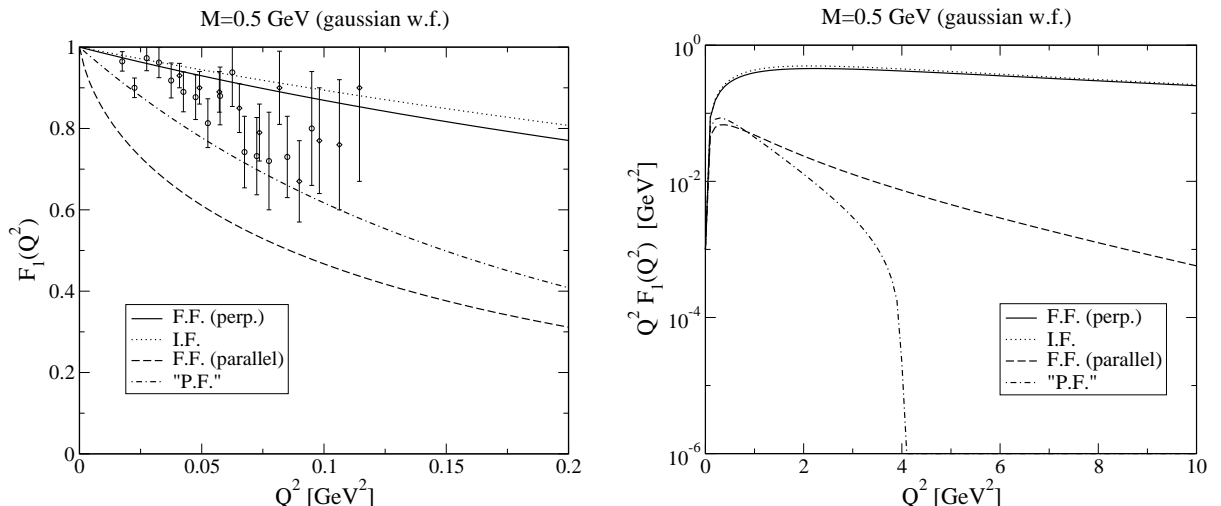 M=0.5 GeV (gaussian w.f.)
1
0.8
0.6
0.4
0.2
0
F₁(Q²)
F.F. (perp.)
I.F.
F.F. (parallel)
"P.F."
0 0.05 0.1 0.15 0.2
Q² [GeV²]
M=0.5 GeV (gaussian w.f.)
10⁰
10⁻²
10⁻⁴
10⁻⁶
Q² F₁(Q²) [GeV²]
F.F. (perp.)
I.F.
F.F. (parallel)
"P.F."
0 2 4 6 8 10
Q² [GeV²]